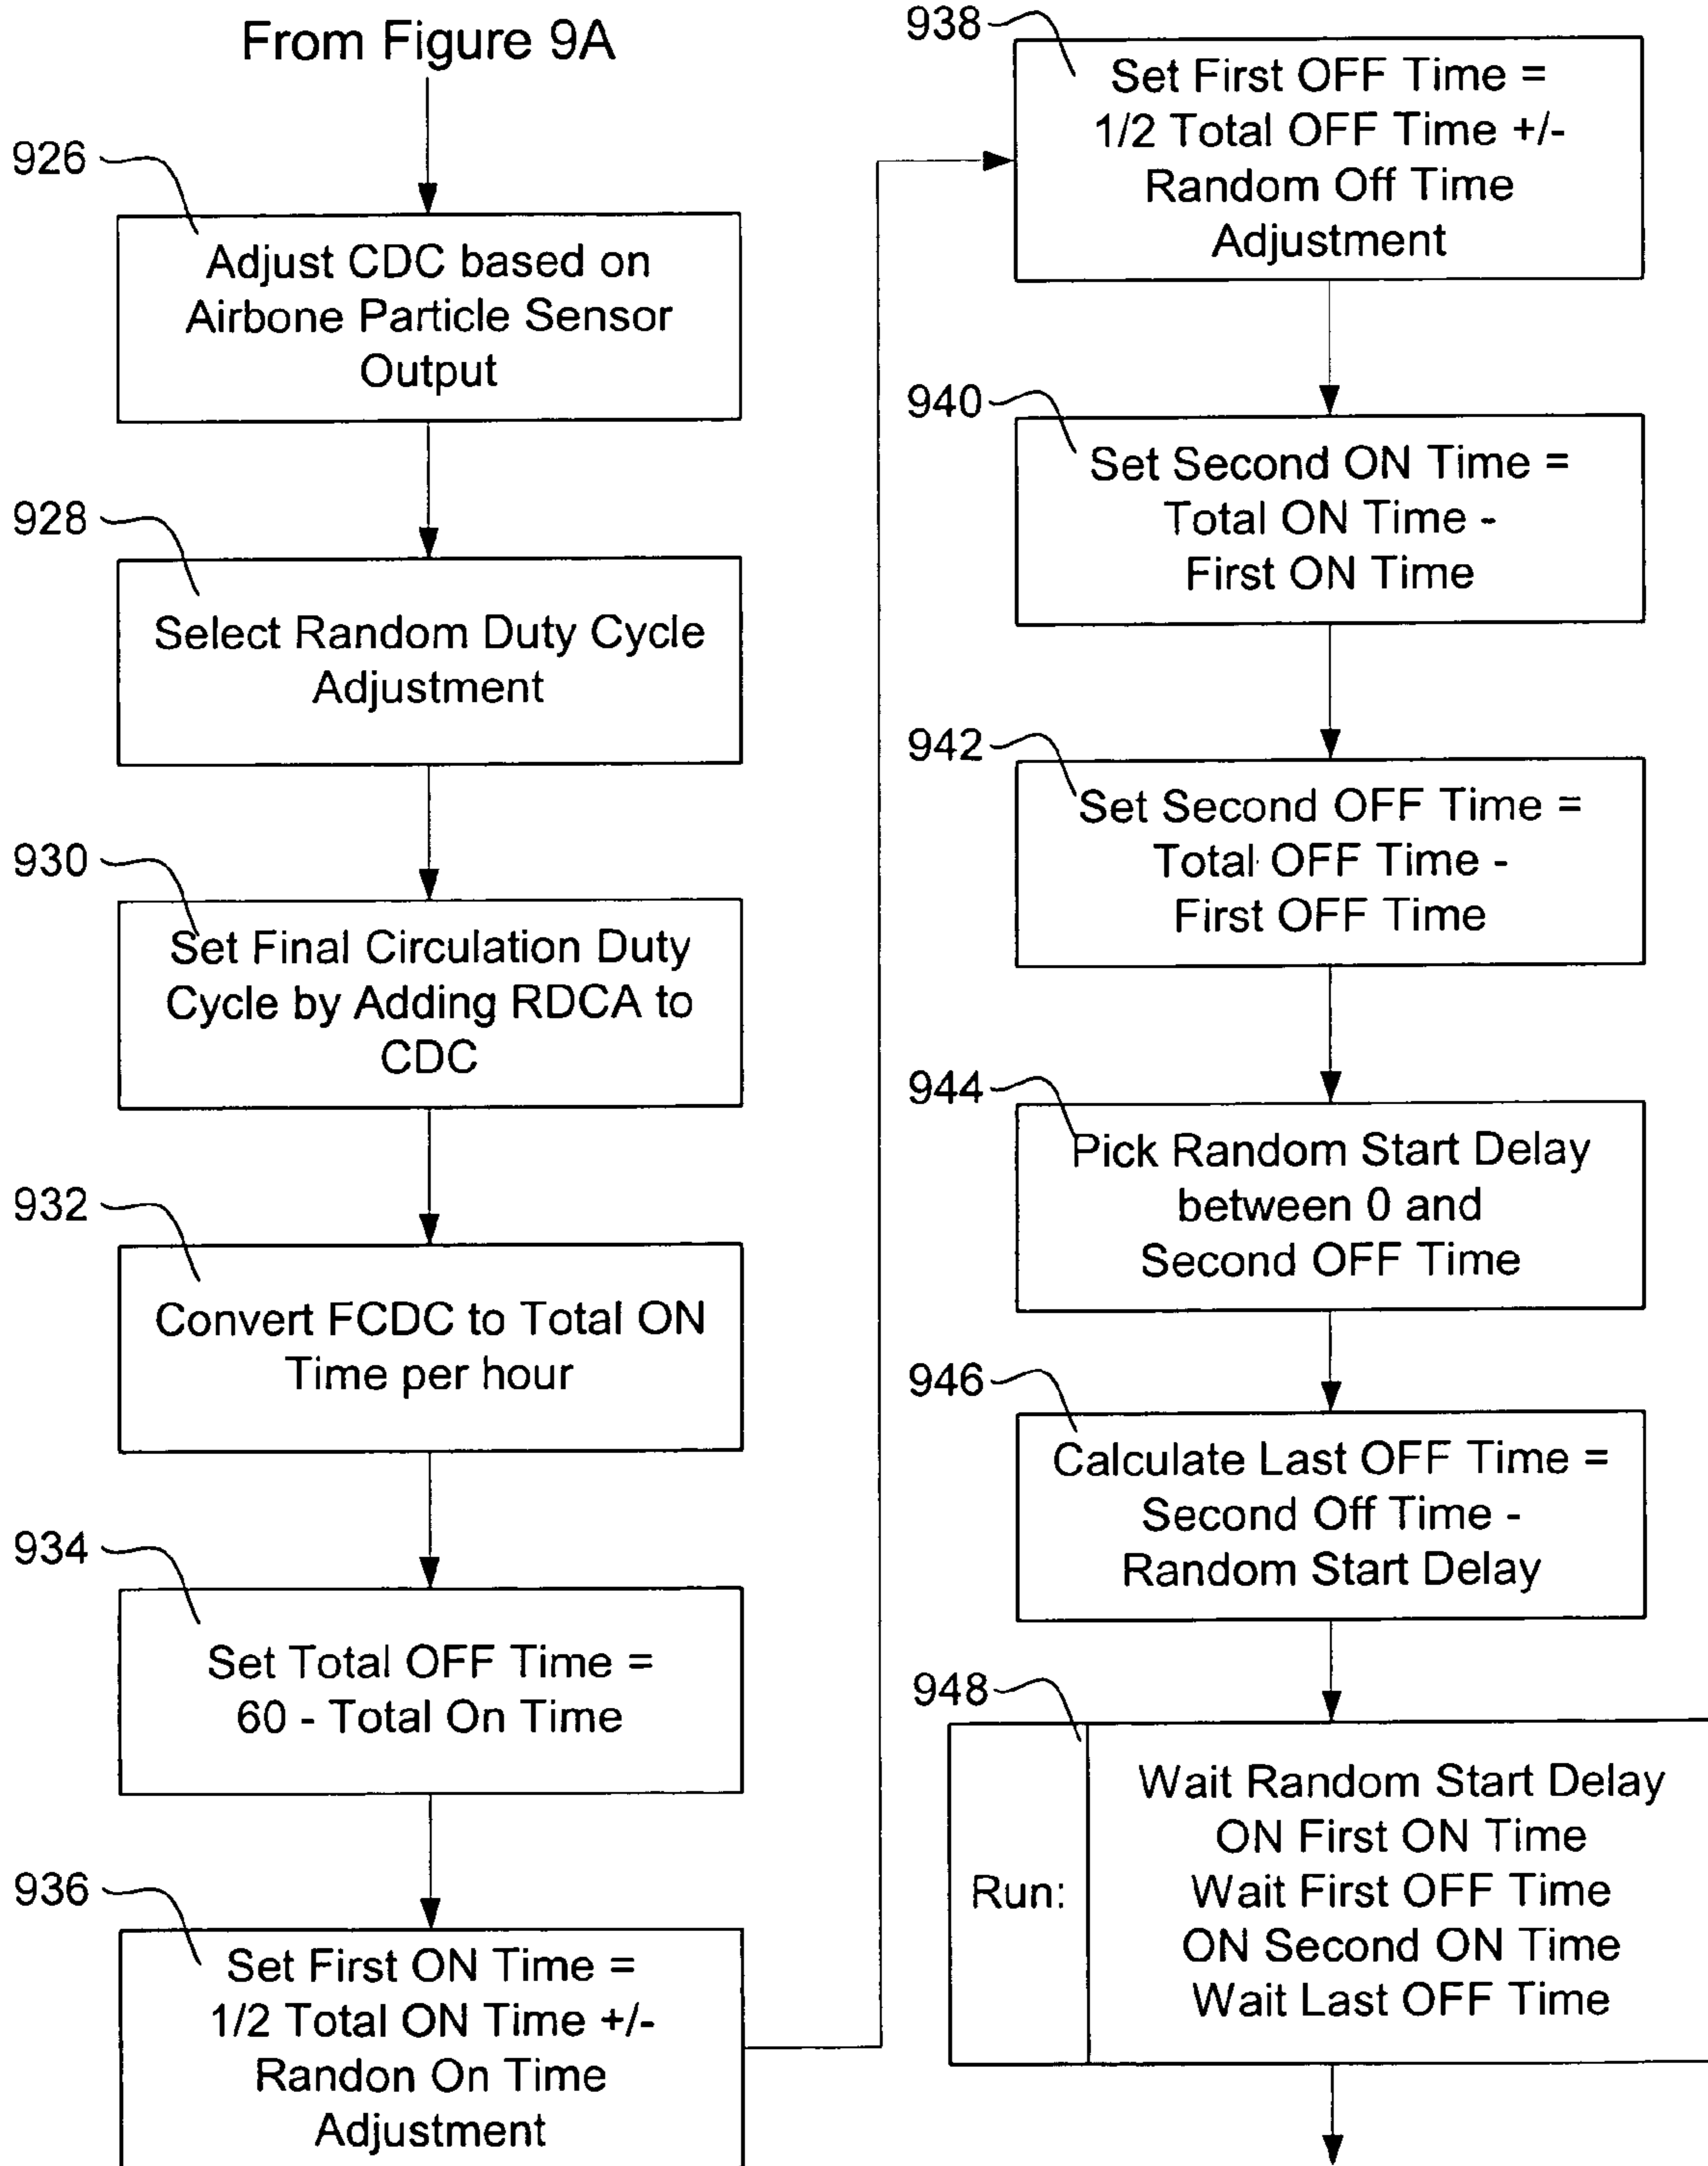 From Figure 9A
926
Adjust CDC based on
Airbone Particle Sensor
Output
928
Select Random Duty Cycle
Adjustment
930
Set Final Circulation Duty
Cycle by Adding RDCA to
CDC
932
Convert FCDC to Total ON
Time per hour
934
Set Total OFF Time =
60 - Total On Time
936
Set First ON Time =
1/2 Total ON Time +/-
Randon On Time
Adjustment
938
Set First OFF Time =
1/2 Total OFF Time +/-
Random Off Time
Adjustment
940
Set Second ON Time =
Total ON Time -
First ON Time
942
Set Second OFF Time =
Total OFF Time -
First OFF Time
944
Pick Random Start Delay
between 0 and
Second OFF Time
946
Calculate Last OFF Time =
Second Off Time -
Random Start Delay
948
Run:
Wait Random Start Delay
ON First ON Time
Wait First OFF Time
ON Second ON Time
Wait Last OFF Time